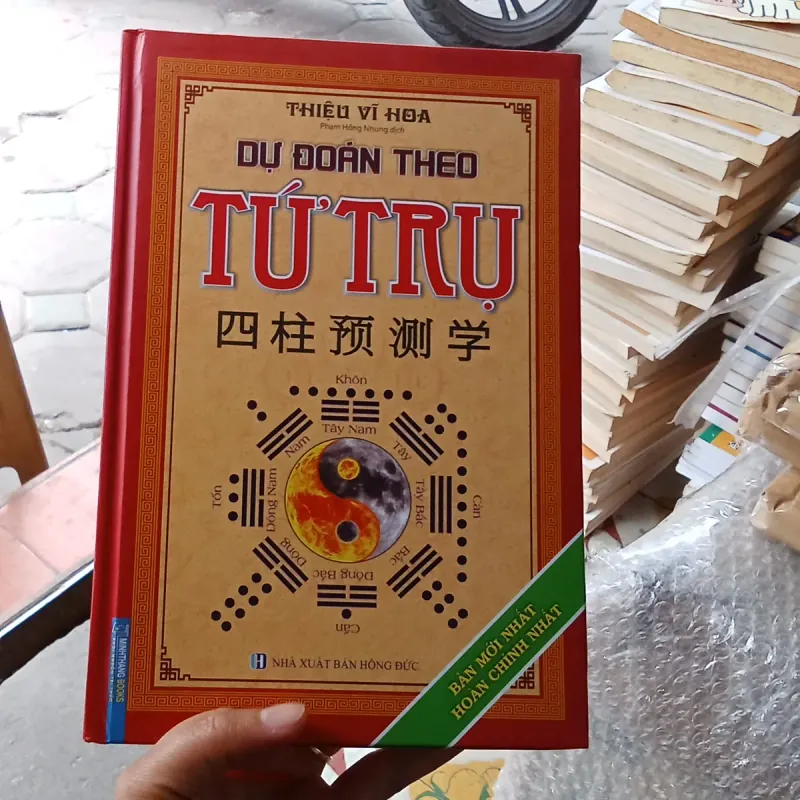 THIỆU VĨ HOA
Phạm Hồng Nhung dịch
DỰ ĐOÁN THEO
TỨ TRỤ
四柱预测学
Khôn
Tây Nam
Nam
Tây
Tốn
Đông Nam
Tây Bắc
Càn
Đông
Bắc
Đông Bắc
Cấn
NHÀ XUẤT BẢN HỒNG ĐỨC
BẢN MỚI NHẤT
HOÀN CHỈNH NHẤT
MINHTHANG BOOKS